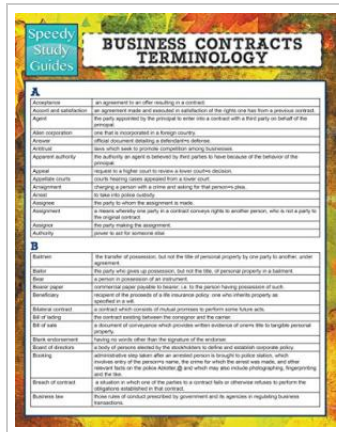 Speedy
Study
Guides
BUSINESS CONTRACTS
TERMINOLOGY
A
Acceptance an agreement to an offer resulting in a contract.
Accord and satisfaction an agreement made and executed in satisfaction of the rights one has from a previous contract.
Agent the party appointed by the principal to enter into a contract with a third party on behalf of the
principal.
Alien corporation one that is incorporated in a foreign country.
Answer official document detailing a defendant=s defense.
Antitrust laws which seek to promote competition among businesses.
Apparent authority the authority an agent is believed by third parties to have because of the behavior of the
principal.
Appeal request to a higher court to review a lower court=s decision.
Appellate courts courts hearing cases appealed from a lower court.
Arraignment charging a person with a crime and asking for that person=s plea.
Arrest to take into police custody.
Assignee the party to whom the assignment is made.
Assignment a means whereby one party in a contract conveys rights to another person, who is not a party to
the original contract.
Assignor the party making the assignment.
Authority power to act for someone else.
B
Bailment the transfer of possession, but not the title of personal property by one party to another, under
agreement.
Bailor the party who gives up possession, but not the title, of personal property in a bailment.
Bear a person in possession of an instrument.
Bearer paper commercial paper payable to bearer, i.e. to the person having possession of such.
Beneficiary recipient of the proceeds of a life insurance policy, one who inherits property as
specified in a will.
Bilateral contract a contract which consists of mutual promises to perform some future acts.
Bill of lading the contract existing between the consignor and the carrier.
Bill of sale a document of conveyance which provides written evidence of one=s title to tangible personal
property.
Blank endorsement having no words other than the signature of the endorser.
Board of directors a body of persons elected by the stockholders to define and establish corporate policy.
Booking administrative step taken after an arrested person is brought to police station, which
involves entry of the person=s name, the crime for which the arrest was made, and other
relevant facts on the police Ablotter,@ and which may also include photographing, fingerprinting
and the like.
Breach of contract a situation in which one of the parties to a contract fails or otherwise refuses to perform the
obligations established in that contract.
Business law those rules of conduct prescribed by government and its agencies in regulating business
transactions.